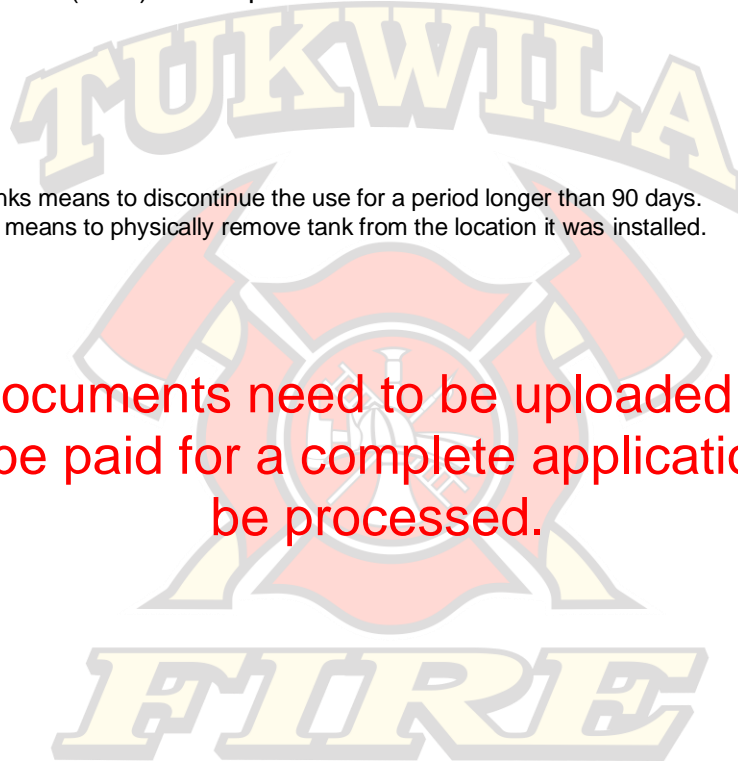 TUKWILA
nks means to discontinue the use for a period longer than 90 days.
means to physically remove tank from the location it was installed.
ocuments need to be uploaded
be paid for a complete applicatio
be processed.
FIRE